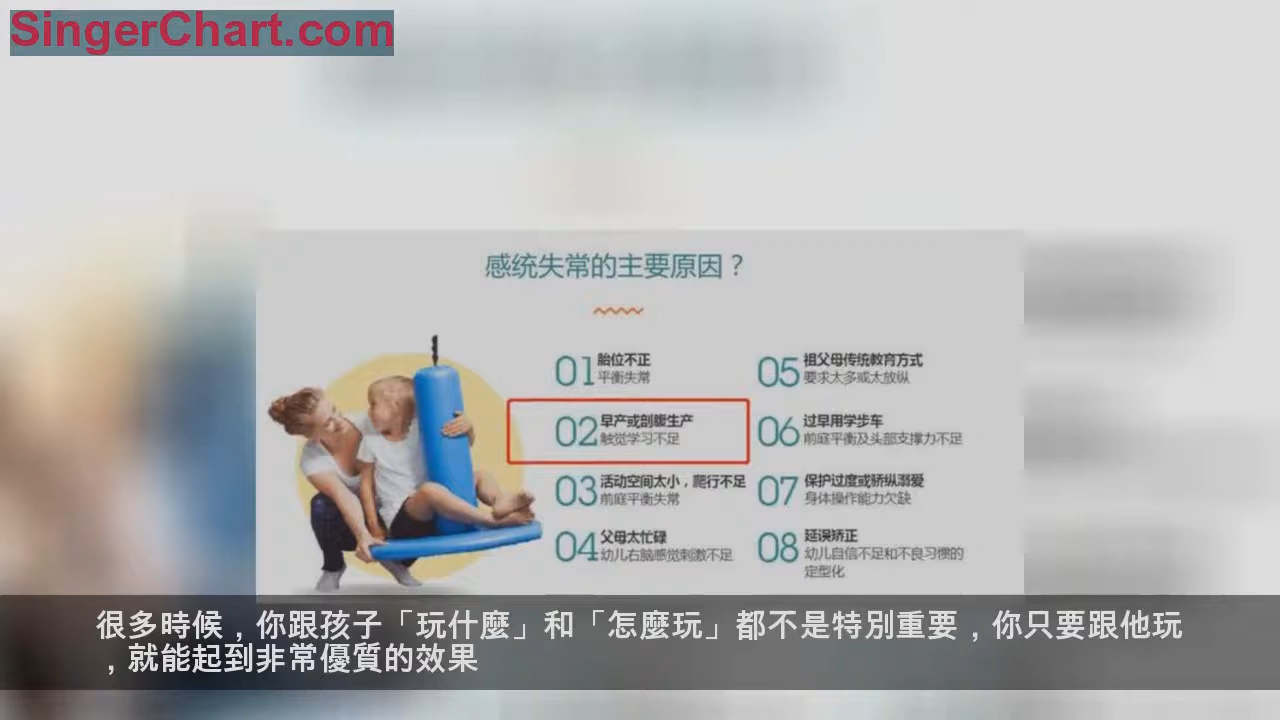 SingerChart.com
感统失常的主要原因？
01 胎位不正
平衡失常
02 早产或剖腹生产
触觉学习不足
03 活动空间太小，爬行不足
前庭平衡失常
04 父母太忙碌
幼儿右脑感觉刺激不足
05 祖父母传统教育方式
要求太多或太放纵
06 过早用学步车
前庭平衡及头部支撑力不足
07 保护过度或骄纵溺爱
身体操作能力欠缺
08 延误矫正
幼儿自信不足和不良习惯的
定型化
很多時候，你跟孩子「玩什麼」和「怎麼玩」都不是特別重要，你只要跟他玩
，就能起到非常優質的效果